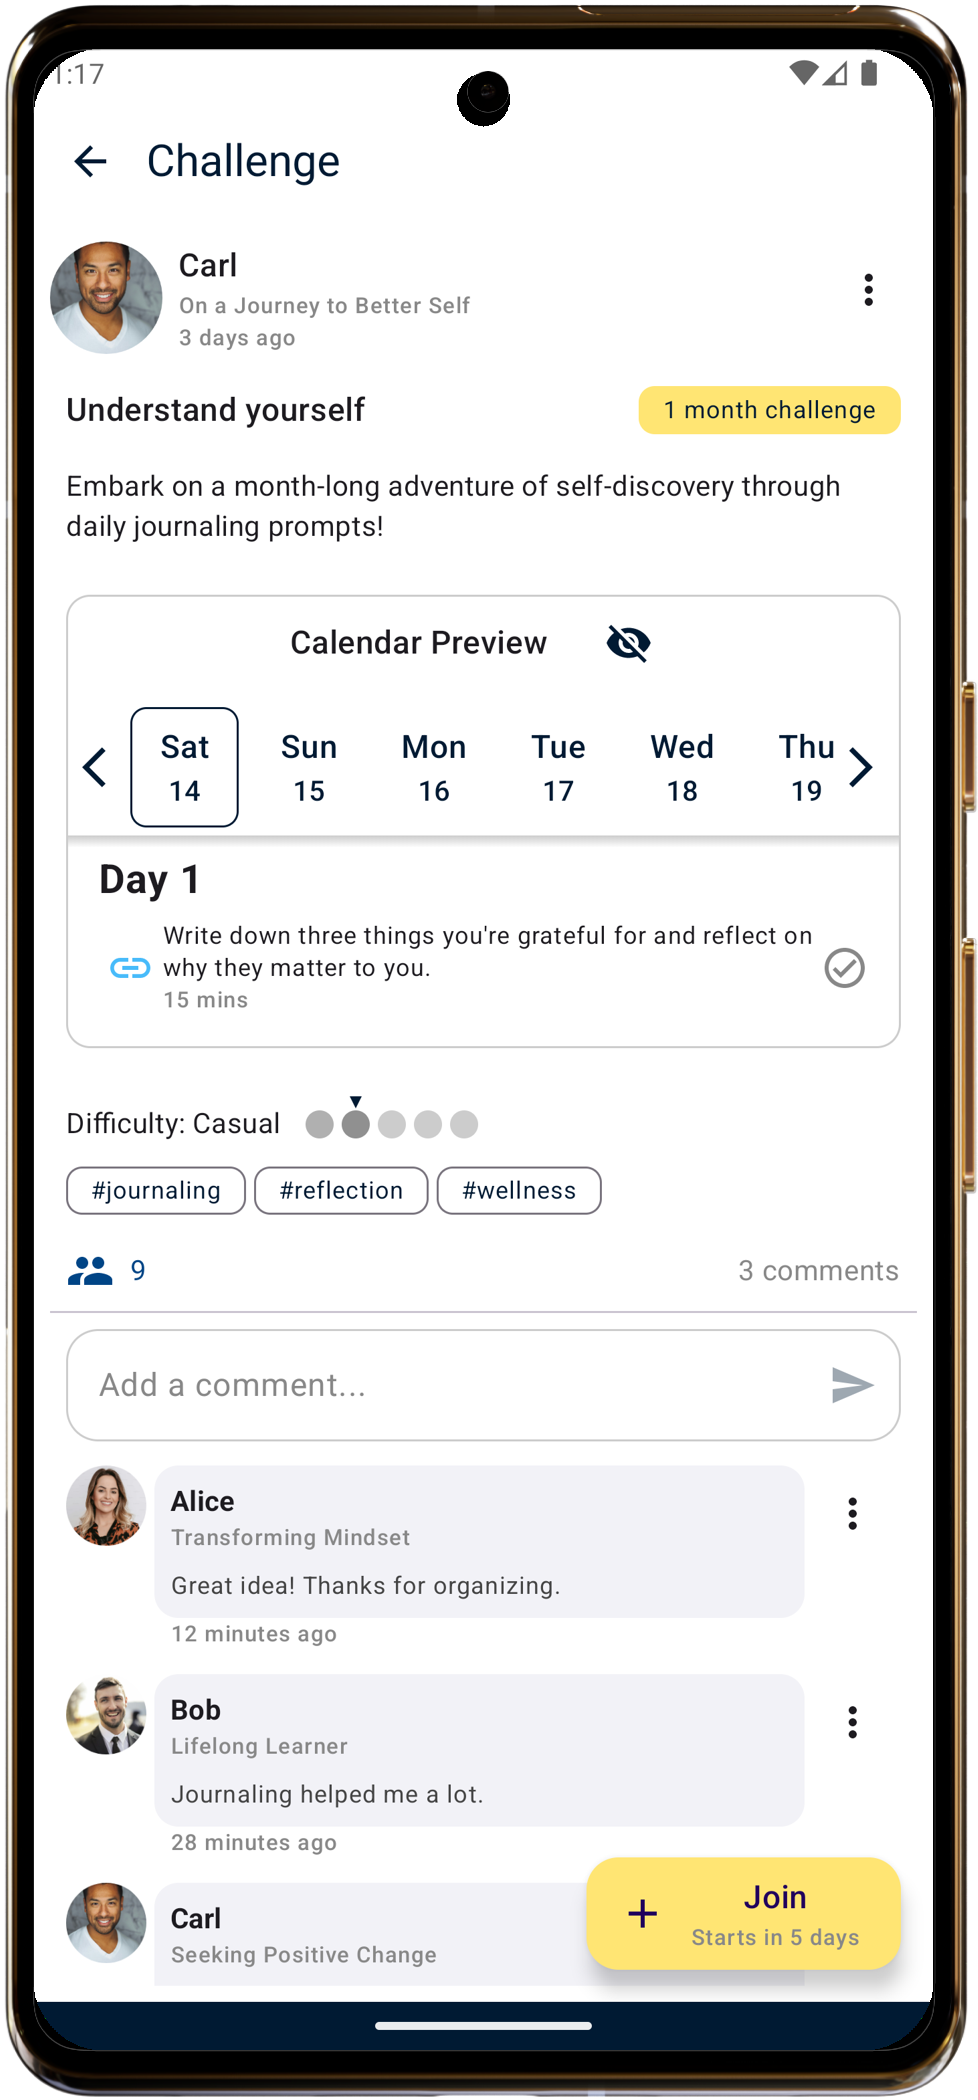 1:17
Challenge
Carl
On a Journey to Better Self
3 days ago
Understand yourself
1 month challenge
Embark on a month-long adventure of self-discovery through
daily journaling prompts!
Calendar Preview
Sat Sun Mon Tue Wed Thu
14 15 16 17 18 19
Day 1
Write down three things you're grateful for and reflect on
why they matter to you.
15 mins
Difficulty: Casual
#journaling #reflection #wellness
9
3 comments
Add a comment...
Alice
Transforming Mindset
Great idea! Thanks for organizing.
12 minutes ago
Bob
Lifelong Learner
Journaling helped me a lot.
28 minutes ago
Carl
Seeking Positive Change
Join
Starts in 5 days